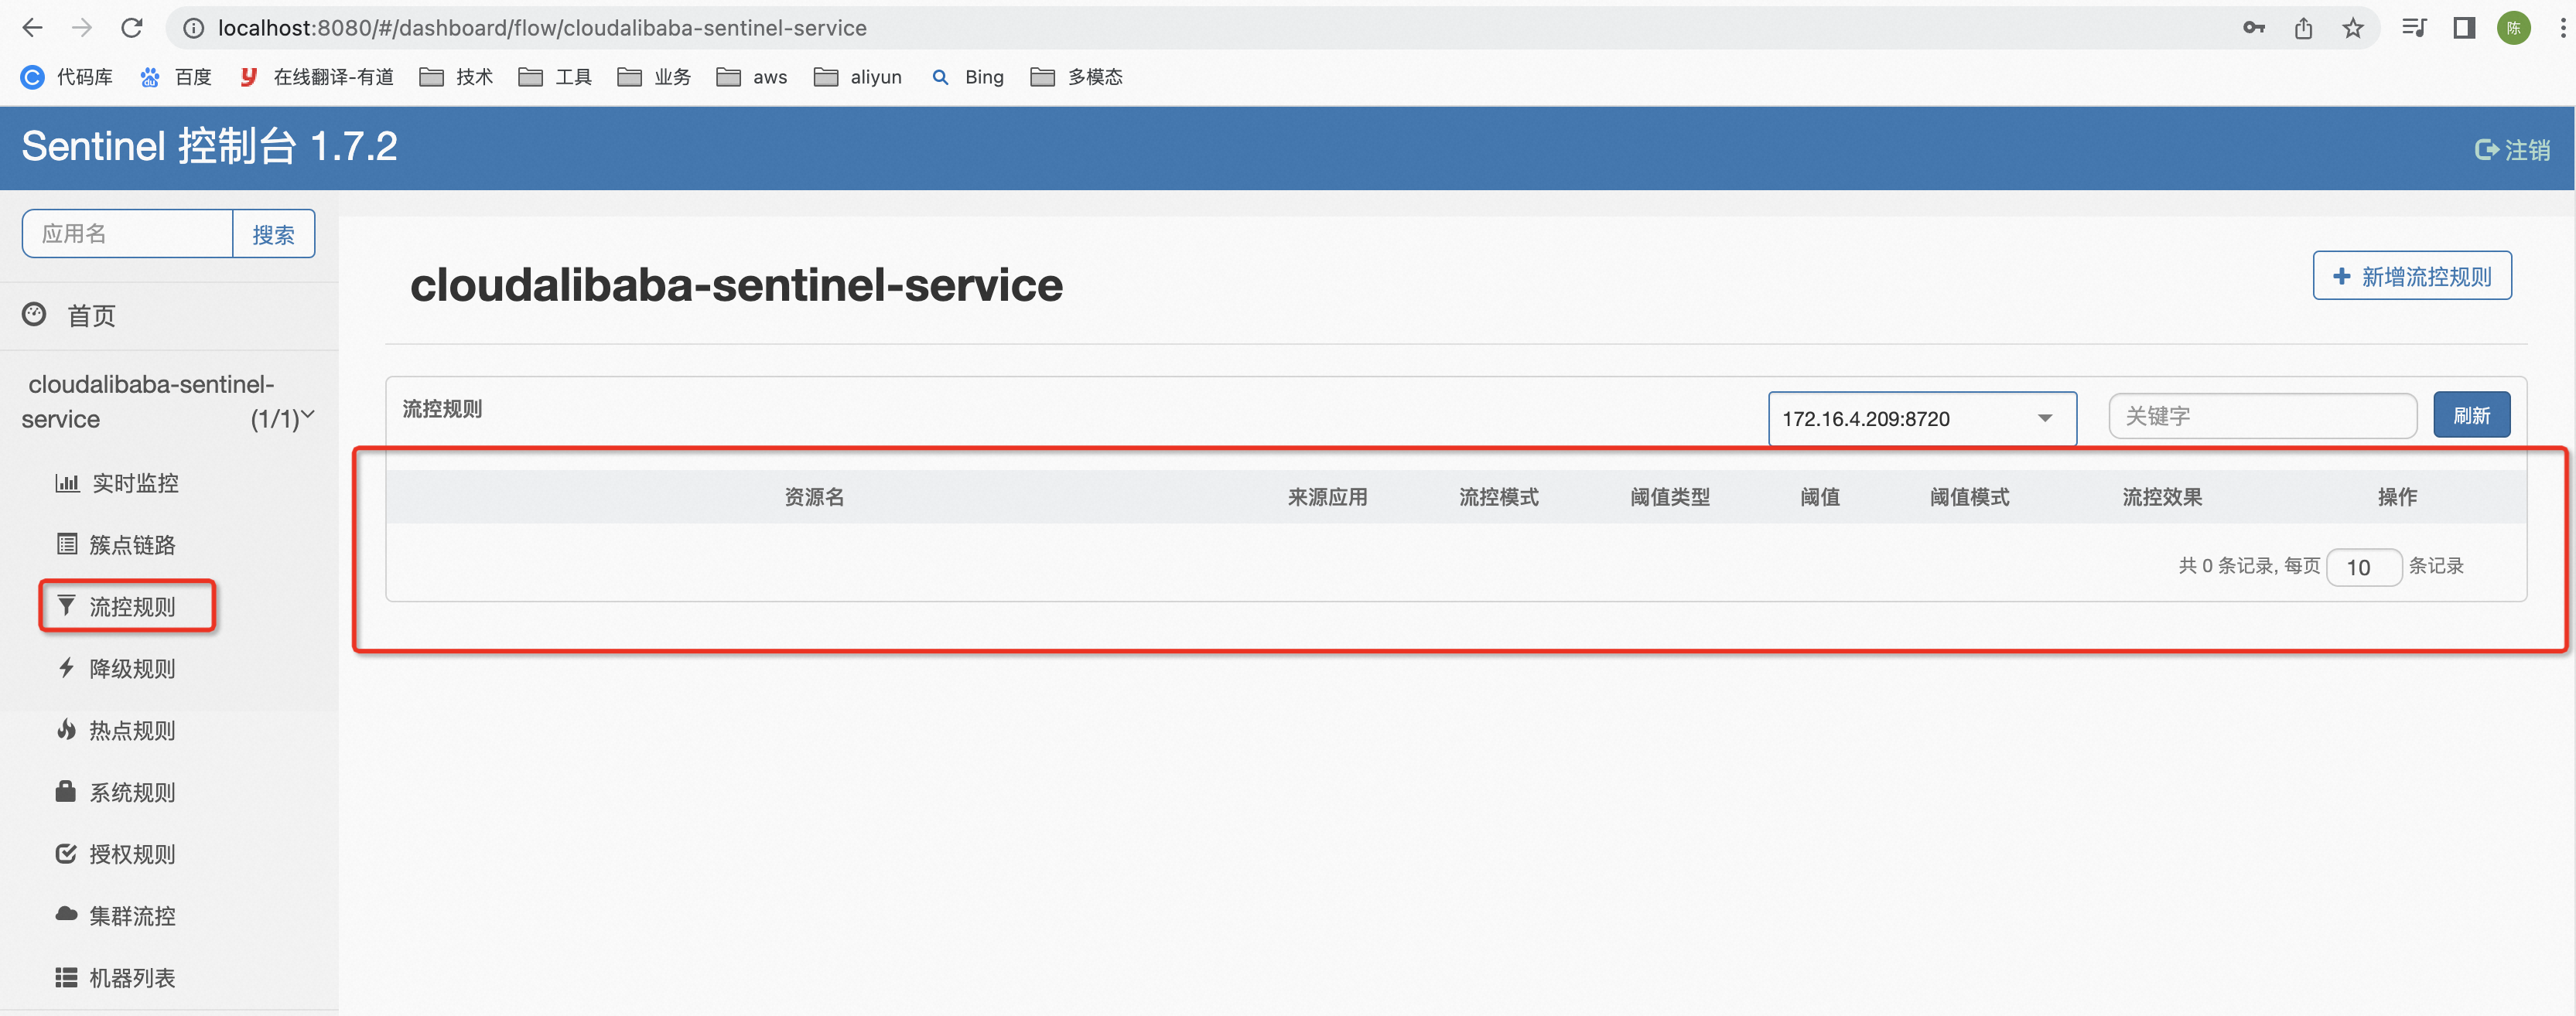 localhost:8080/#/dashboard/flow/cloudalibaba-sentinel-service
陈
代码库 百度 在线翻译-有道 技术 工具 业务 aws aliyun Bing 多模态
Sentinel 控制台 1.7.2
注销
应用名 搜索
首页
cloudalibaba-sentinel-
service (1/1)
实时监控
簇点链路
流控规则
降级规则
热点规则
系统规则
授权规则
集群流控
机器列表
cloudalibaba-sentinel-service
新增流控规则
流控规则 172.16.4.209:8720 关键字 刷新
资源名 来源应用 流控模式 阈值类型 阈值 阈值模式 流控效果 操作
共 0 条记录, 每页 10 条记录